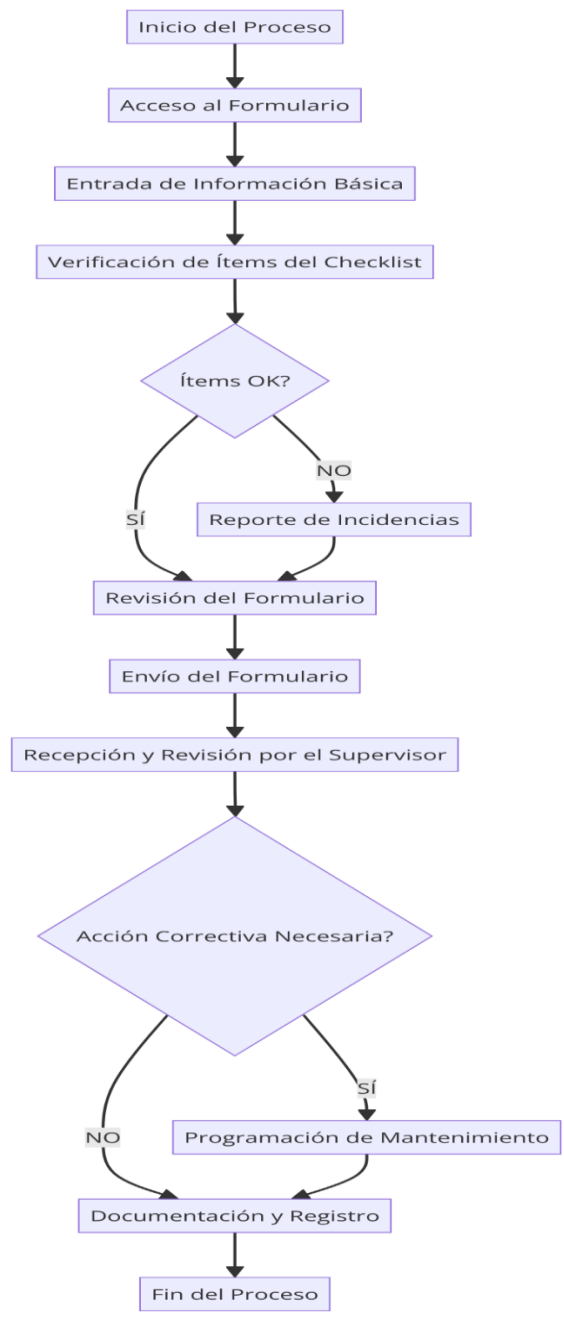 Inicio del Proceso
Acceso al Formulario
Entrada de Información Básica
Verificación de Ítems del Checklist
Ítems OK?
NO
SÍ
Reporte de Incidencias
Revisión del Formulario
Envío del Formulario
Recepción y Revisión por el Supervisor
Acción Correctiva Necesaria?
SÍ
NO
Programación de Mantenimiento
Documentación y Registro
Fin del Proceso